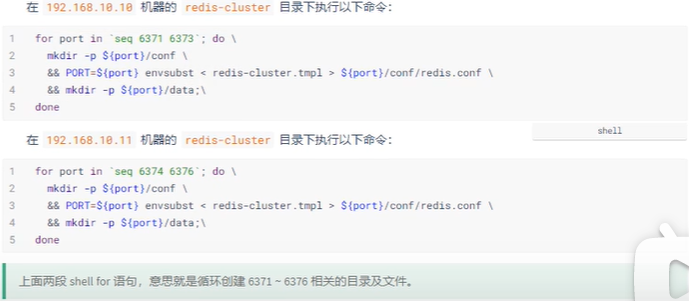 在 192.168.10.10 机器的 redis-cluster 目录下执行以下命令：
1 for port in `seq 6371 6373`; do \
2 mkdir -p ${port}/conf \
3 && PORT=${port} envsubst < redis-cluster.tmpl > ${port}/conf/redis.conf \
4 && mkdir -p ${port}/data;\
5 done
在 192.168.10.11 机器的 redis-cluster 目录下执行以下命令：
shell
1 for port in `seq 6374 6376`; do \
2 mkdir -p ${port}/conf \
3 && PORT=${port} envsubst < redis-cluster.tmpl > ${port}/conf/redis.conf \
4 && mkdir -p ${port}/data;\
5 done
上面两段 shell for 语句，意思就是循环创建 6371 ~ 6376 相关的目录及文件。